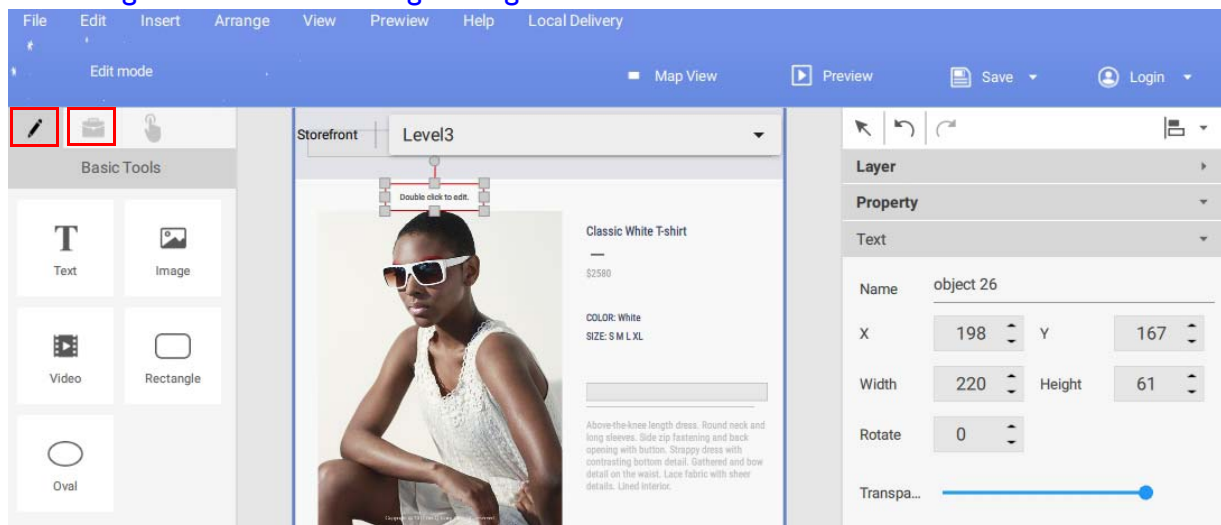 File Edit Insert Arrange View Prewiew Help Local Delivery
Edit mode
Map View
Preview
Save
Login
Basic Tools
Text
Image
Video
Rectangle
Oval
Storefront
Level3
Double click to edit.
Classic White T-shirt
$2580
COLOR: White
SIZE: S M L XL
Above-the-knee length dress. Round neck and
long sleeves. Side zip fastening and back
opening with button. Strappy dress with
contrasting bottom detail. Gathered and bow
detail on the waist. Lace fabric with sheer
details. Lined interior.
Layer
Property
Text
Name object 26
X 198 Y 167
Width 220 Height 61
Rotate 0
Transpa...